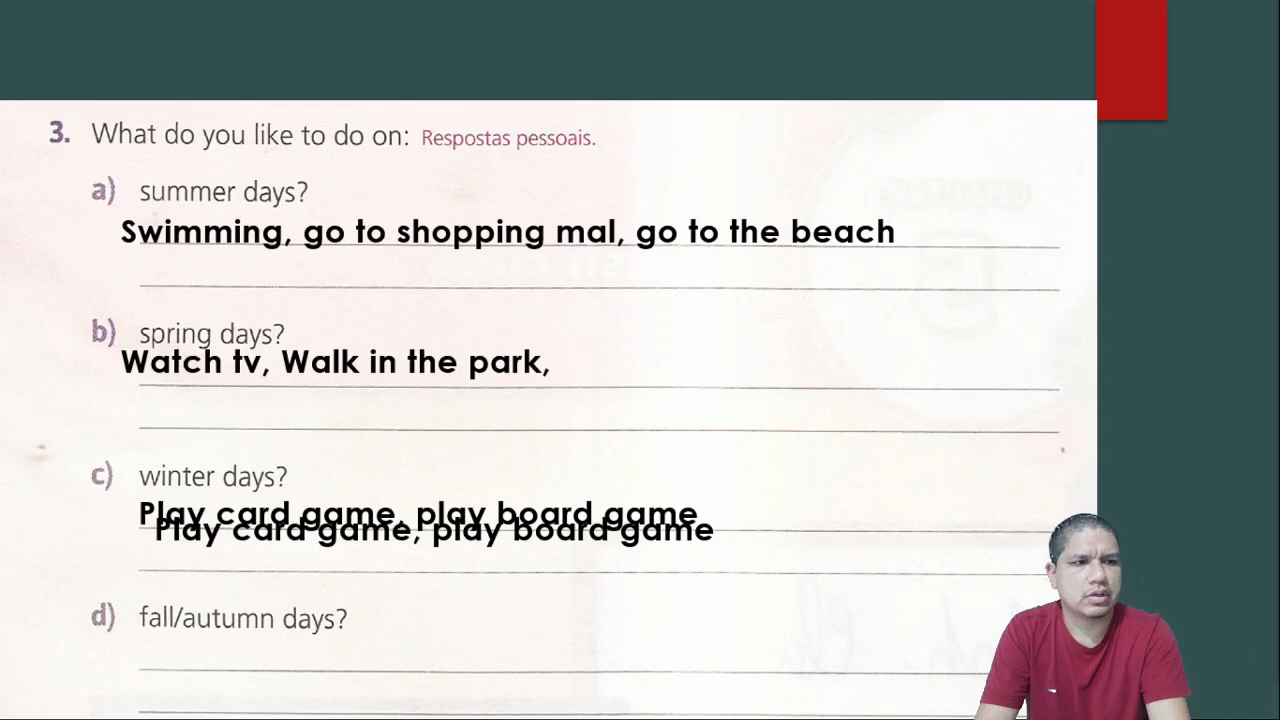 3. What do you like to do on: Respostas pessoais.
a) summer days?
Swimming, go to shopping mal, go to the beach
b) spring days?
Watch tv, Walk in the park,
c) winter days?
Play card game, play board game
Play card game, play board game
d) fall/autumn days?